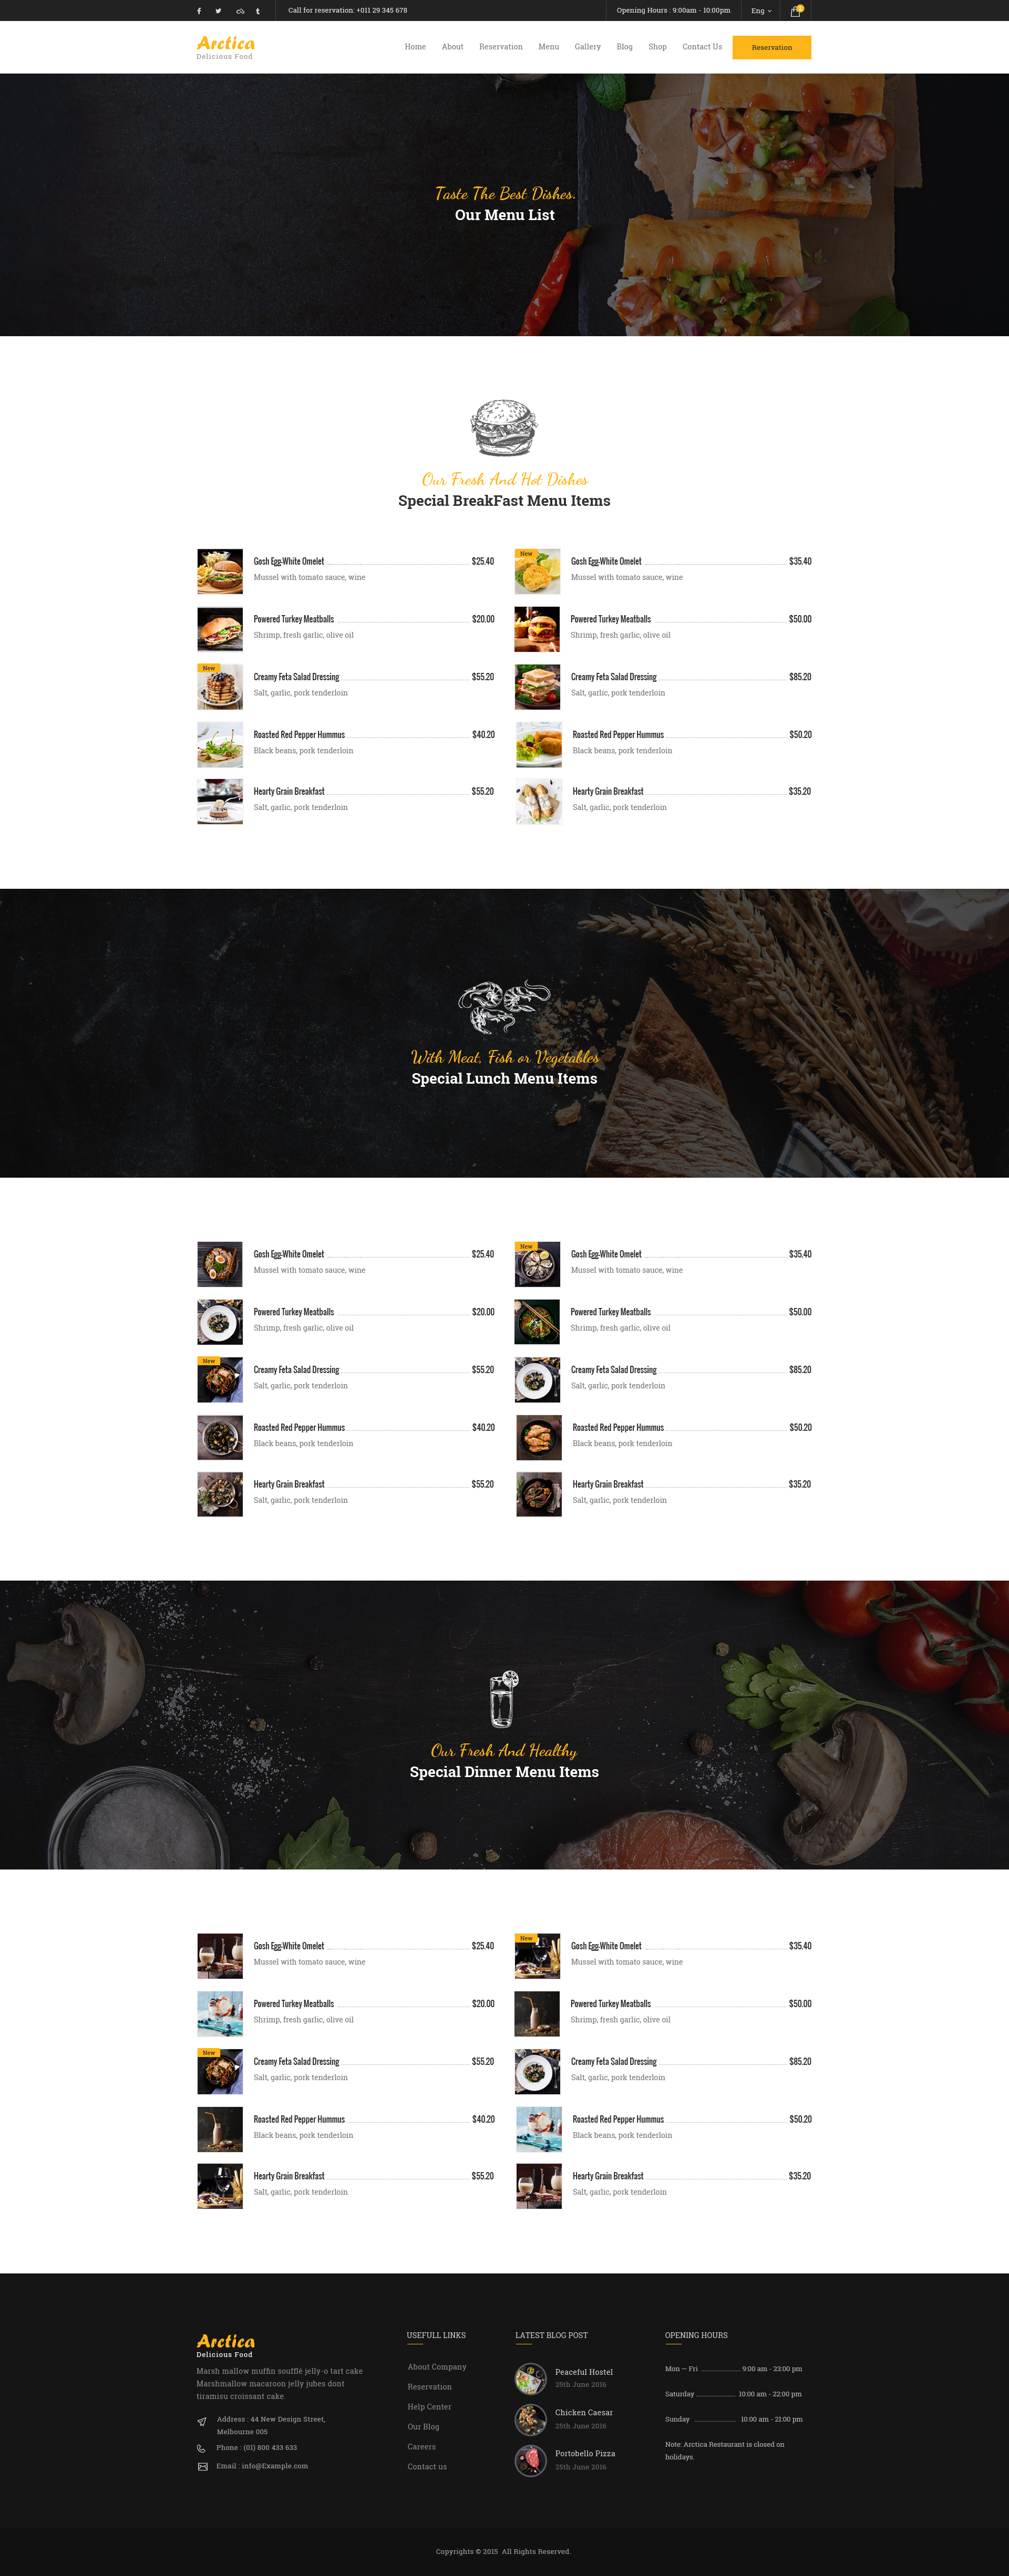 Call for reservation: +011 29 345 678
Opening Hours : 9:00am - 10:00pm
Eng
Arctica
Delicious Food
Home About Reservation Menu Gallery Blog Shop Contact Us
Reservation
Taste The Best Dishes.
Our Menu List
Our Fresh And Hot Dishes
Special BreakFast Menu Items
Gosh Egg-White Omelet $25.40
Mussel with tomato sauce, wine
Powered Turkey Meatballs $20.00
Shrimp, fresh garlic, olive oil
New
Creamy Feta Salad Dressing $55.20
Salt, garlic, pork tenderloin
Roasted Red Pepper Hummus $40.20
Black beans, pork tenderloin
Hearty Grain Breakfast $55.20
Salt, garlic, pork tenderloin
New
Gosh Egg-White Omelet $35.40
Mussel with tomato sauce, wine
Powered Turkey Meatballs $50.00
Shrimp, fresh garlic, olive oil
Creamy Feta Salad Dressing $85.20
Salt, garlic, pork tenderloin
Roasted Red Pepper Hummus $50.20
Black beans, pork tenderloin
Hearty Grain Breakfast $35.20
Salt, garlic, pork tenderloin
With Meat, Fish or Vegetables
Special Lunch Menu Items
Gosh Egg-White Omelet $25.40
Mussel with tomato sauce, wine
Powered Turkey Meatballs $20.00
Shrimp, fresh garlic, olive oil
New
Creamy Feta Salad Dressing $55.20
Salt, garlic, pork tenderloin
Roasted Red Pepper Hummus $40.20
Black beans, pork tenderloin
Hearty Grain Breakfast $55.20
Salt, garlic, pork tenderloin
New
Gosh Egg-White Omelet $35.40
Mussel with tomato sauce, wine
Powered Turkey Meatballs $50.00
Shrimp, fresh garlic, olive oil
Creamy Feta Salad Dressing $85.20
Salt, garlic, pork tenderloin
Roasted Red Pepper Hummus $50.20
Black beans, pork tenderloin
Hearty Grain Breakfast $35.20
Salt, garlic, pork tenderloin
Our Fresh And Healthy
Special Dinner Menu Items
Gosh Egg-White Omelet $25.40
Mussel with tomato sauce, wine
Powered Turkey Meatballs $20.00
Shrimp, fresh garlic, olive oil
New
Creamy Feta Salad Dressing $55.20
Salt, garlic, pork tenderloin
Roasted Red Pepper Hummus $40.20
Black beans, pork tenderloin
Hearty Grain Breakfast $55.20
Salt, garlic, pork tenderloin
New
Gosh Egg-White Omelet $35.40
Mussel with tomato sauce, wine
Powered Turkey Meatballs $50.00
Shrimp, fresh garlic, olive oil
Creamy Feta Salad Dressing $85.20
Salt, garlic, pork tenderloin
Roasted Red Pepper Hummus $50.20
Black beans, pork tenderloin
Hearty Grain Breakfast $35.20
Salt, garlic, pork tenderloin
Arctica
Delicious Food
Marsh mallow muffin soufflé jelly-o tart cake
Marshmallow macaroon jelly jubes dont
tiramisu croissant cake.
Address : 44 New Design Street,
Melbourne 005
Phone : (01) 800 433 633
Email : info@Example.com
USEFULL LINKS
About Company
Reservation
Help Center
Our Blog
Careers
Contact us
LATEST BLOG POST
Peaceful Hostel
25th June 2016
Chicken Caesar
25th June 2016
Portobello Pizza
25th June 2016
OPENING HOURS
Mon — Fri 9:00 am - 23:00 pm
Saturday 10:00 am - 22:00 pm
Sunday 10:00 am - 21:00 pm
Note: Arctica Restaurant is closed on
holidays.
Copyrights © 2015 All Rights Reserved.